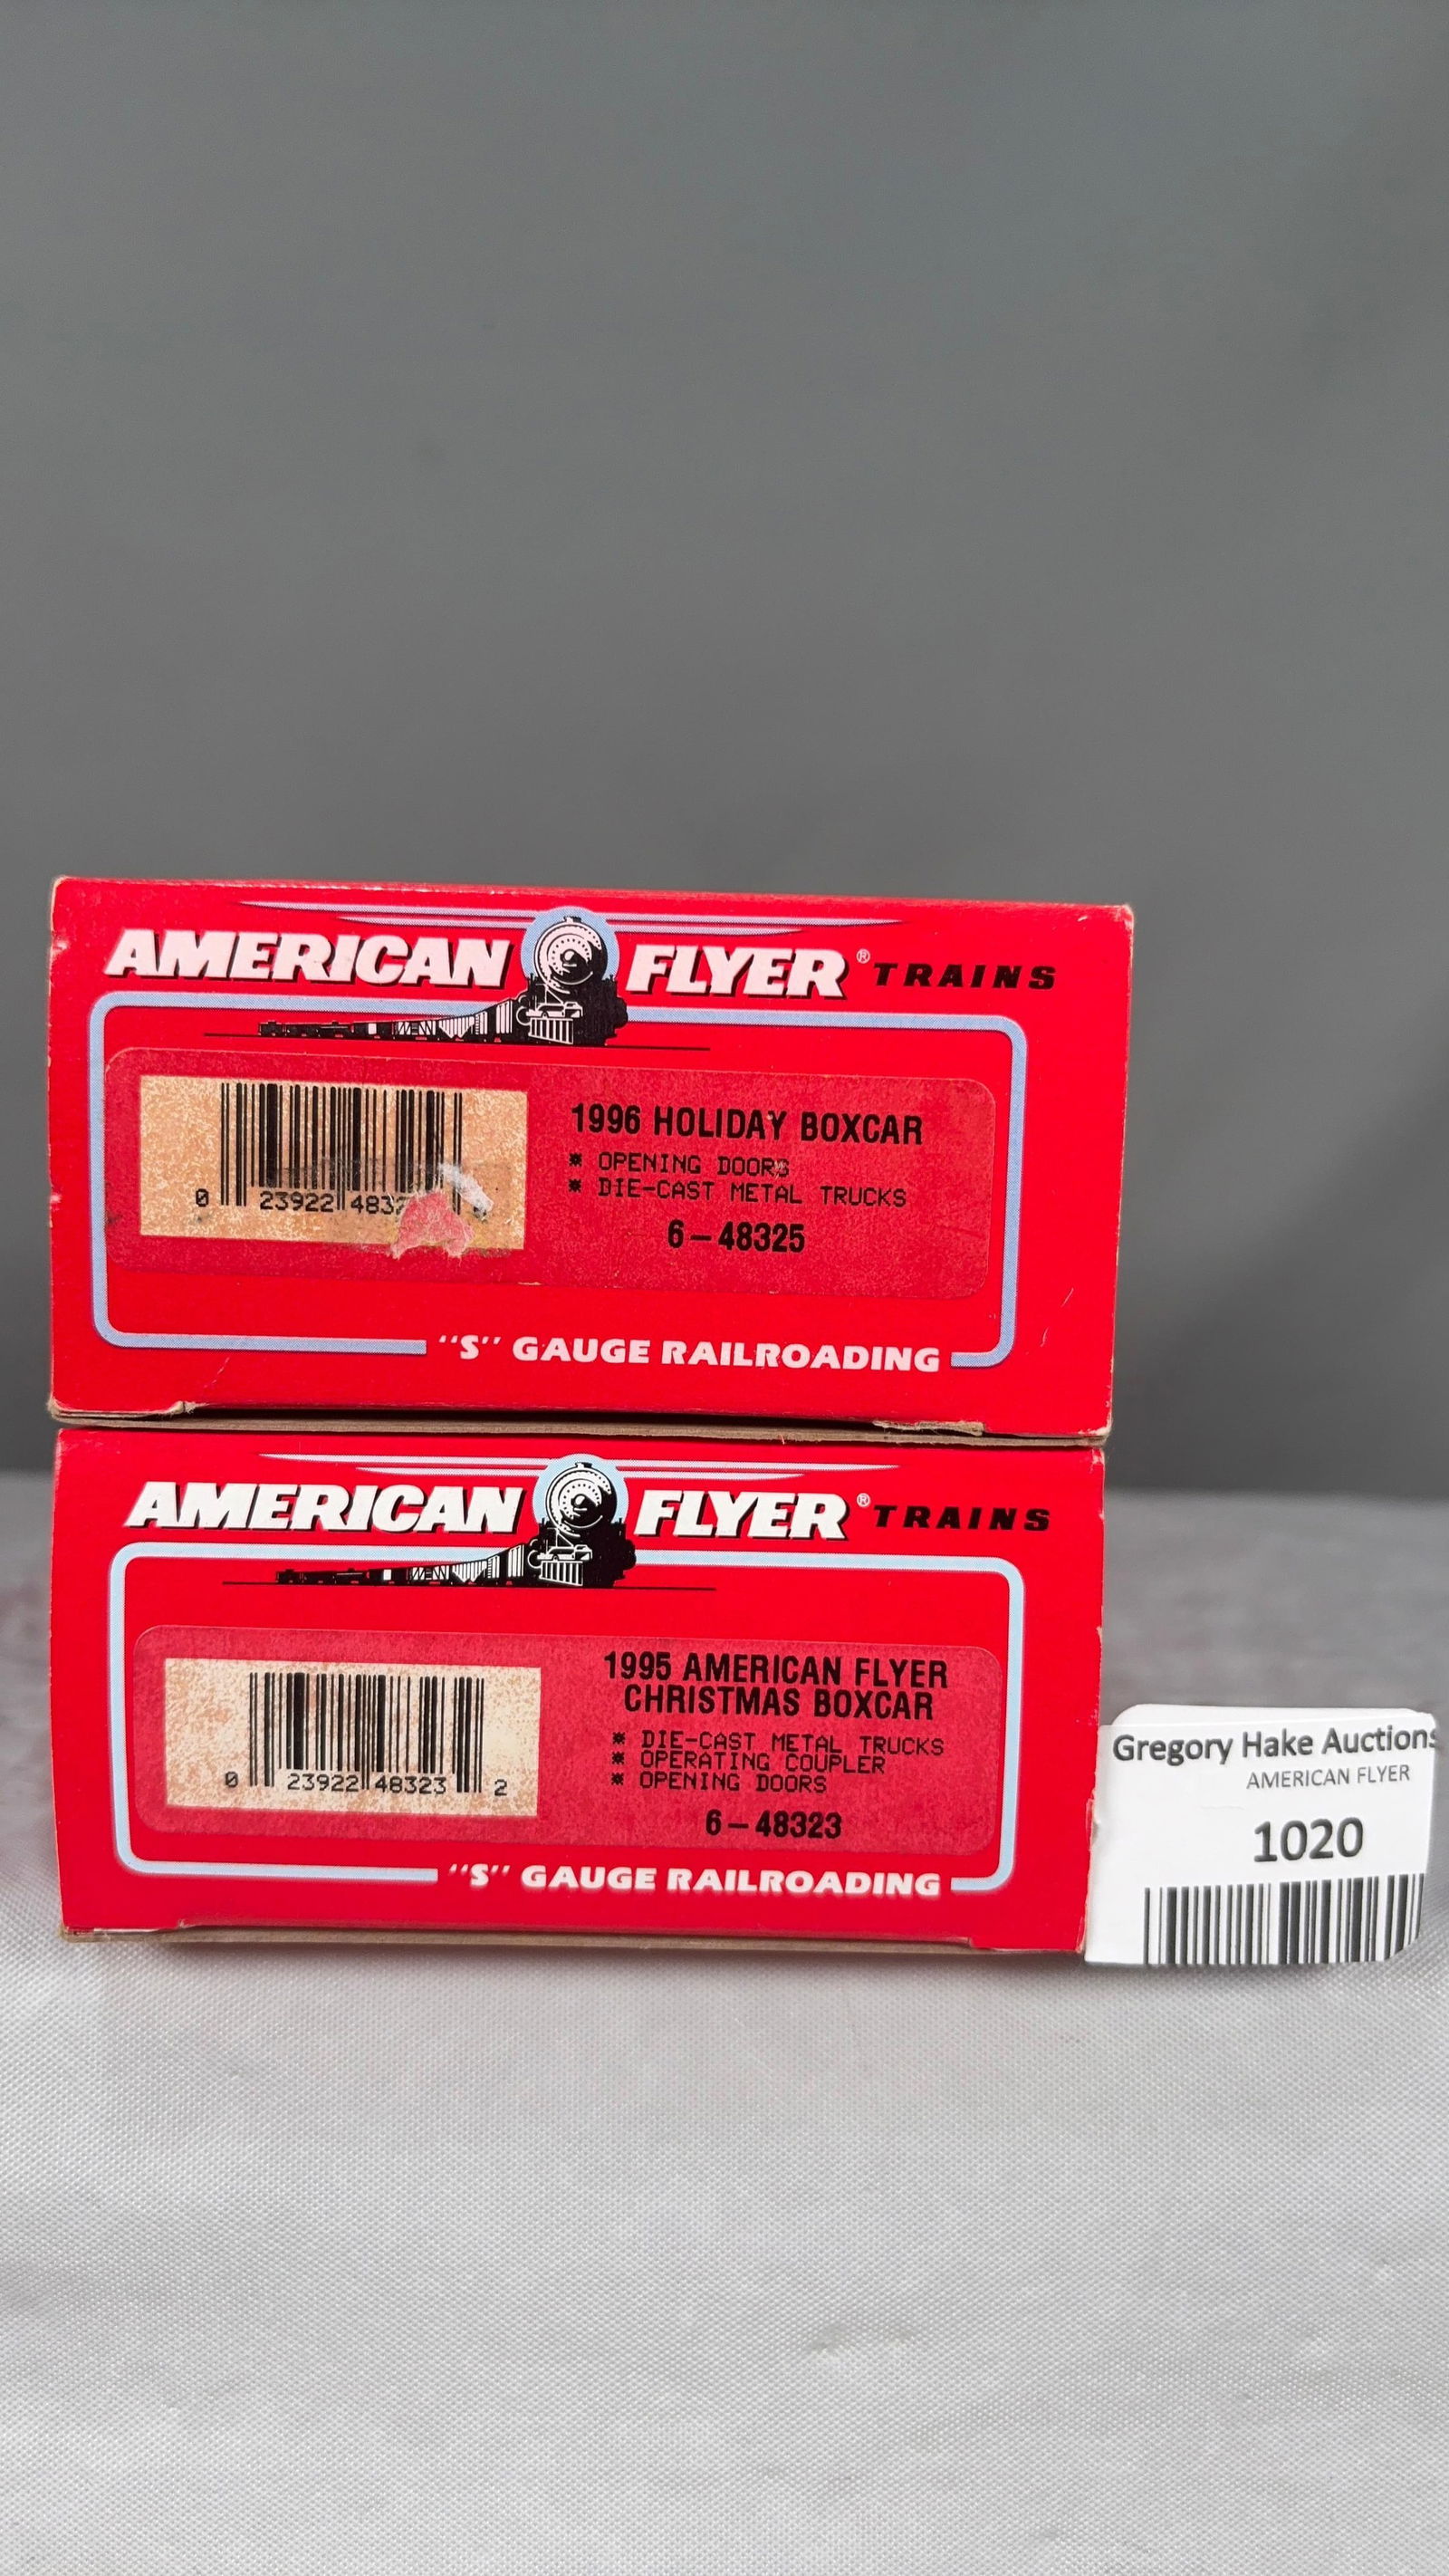 AMERICAN FLYER® TRAINS
1996 HOLIDAY BOXCAR
* OPENING DOORS
* DIE-CAST METAL TRUCKS
0 23922 483
6-48325
"S" GAUGE RAILROADING
AMERICAN FLYER® TRAINS
1995 AMERICAN FLYER
CHRISTMAS BOXCAR
* DIE-CAST METAL TRUCKS
* OPERATING COUPLER
* OPENING DOORS
0 23922 48323 2
6-48323
"S" GAUGE RAILROADING
Gregory Hake Auctions
AMERICAN FLYER
1020